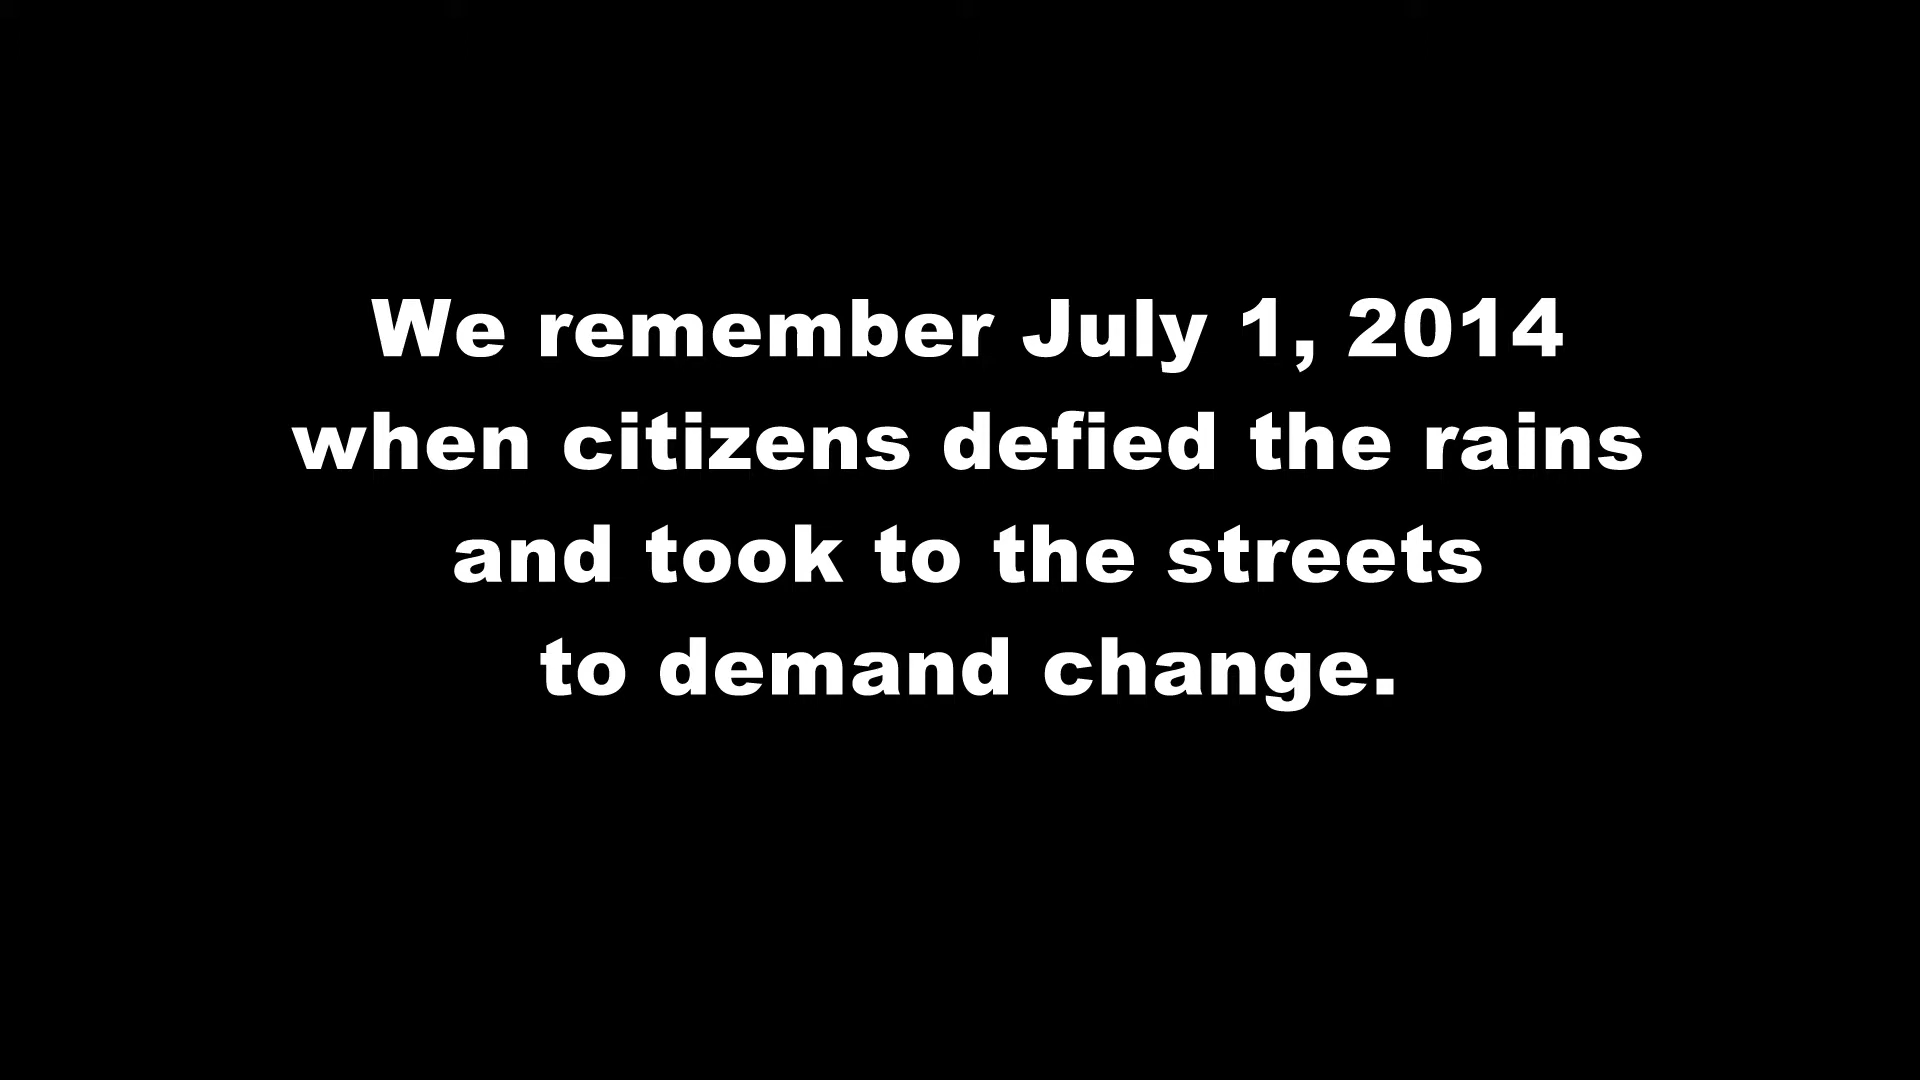 We remember July 1, 2014
when citizens defied the rains
and took to the streets
to demand change.